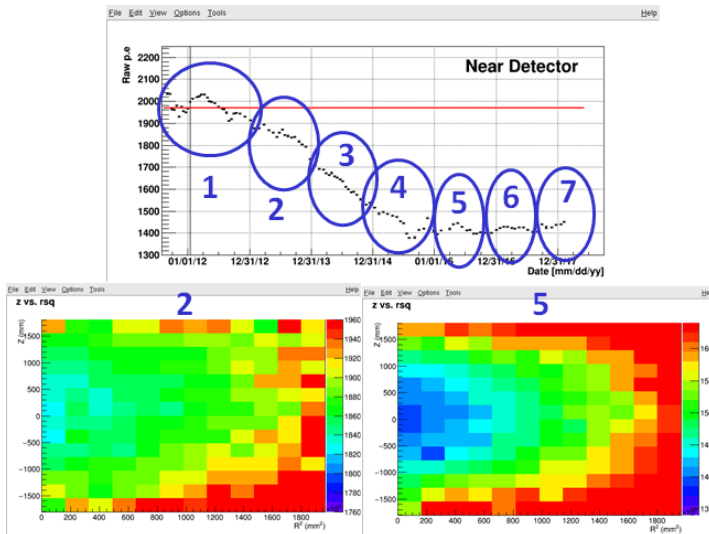 File Edit View Options Tools Help
Near Detector
Raw p.e
2200
2100
2000
1900
1800
1700
1600
1500
1400
1300
1 2 3 4 5 6 7
01/01/12 12/31/12 12/31/13 12/31/14 01/01/16 12/31/16 12/31/17
Date [mm/dd/yy]
File Edit View Options Tools Help
2
z vs. rsq
Z (mm)
1500
1000
500
0
−500
−1000
−1500
0 200 400 600 800 1000 1200 1400 1600 1800
R² (mm²)
1960
1940
1920
1900
1880
1860
1840
1820
1800
1780
1760
File Edit View Options Tools
5
z vs. rsq
Z (mm)
1500
1000
500
0
−500
−1000
−1500
0 200 400 600 800 1000 1200 1400 1600 1800
R² (mm²)